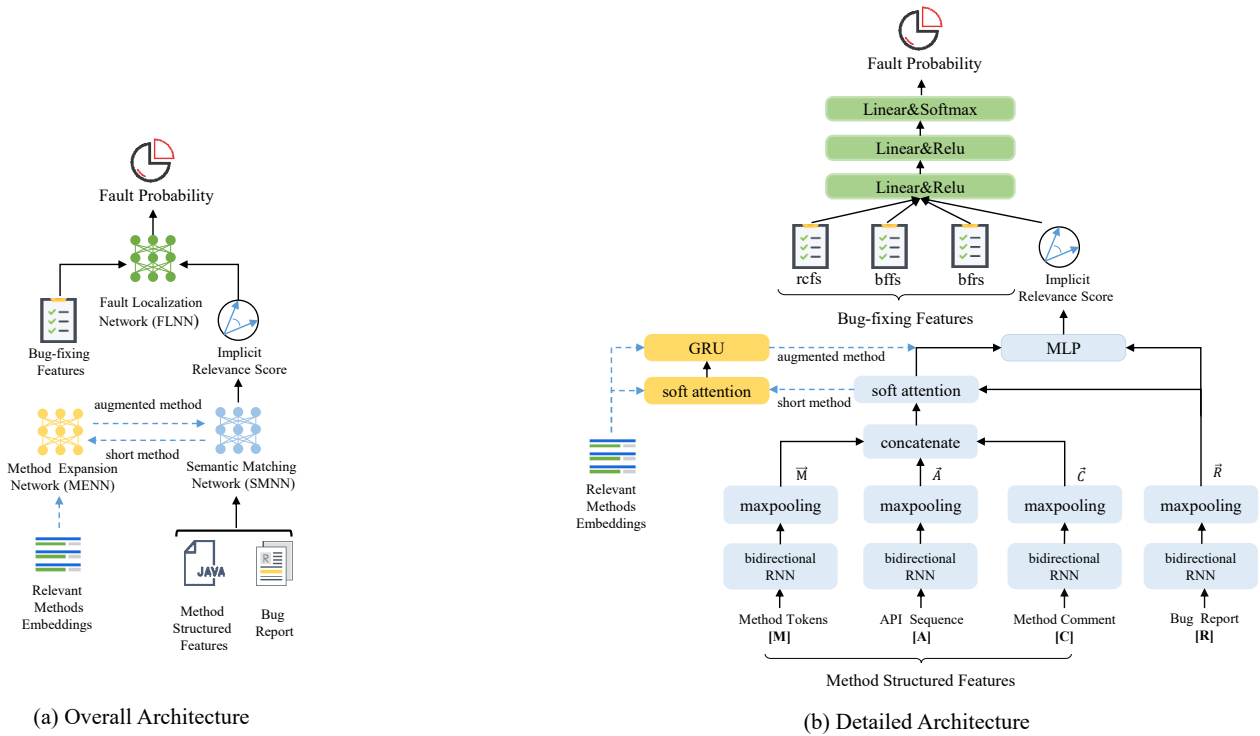 Fault Probability
Fault Localization
Network (FLNN)
Bug-fixing
Features
Implicit
Relevance Score
augmented method
short method
Method Expansion
Network (MENN)
Semantic Matching
Network (SMNN)
Relevant
Methods
Embeddings
JAVA
R
Method
Structured
Features
Bug
Report
(a) Overall Architecture
Fault Probability
Linear&Softmax
Linear&Relu
Linear&Relu
rcfs
bffs
bfrs
Implicit
Relevance Score
Bug-fixing Features
GRU
augmented method
MLP
soft attention
short method
soft attention
concatenate
Relevant
Methods
Embeddings
M⃗
A⃗
C⃗
R⃗
maxpooling
maxpooling
maxpooling
maxpooling
bidirectional
RNN
bidirectional
RNN
bidirectional
RNN
bidirectional
RNN
Method Tokens
[M]
API Sequence
[A]
Method Comment
[C]
Bug Report
[R]
Method Structured Features
(b) Detailed Architecture